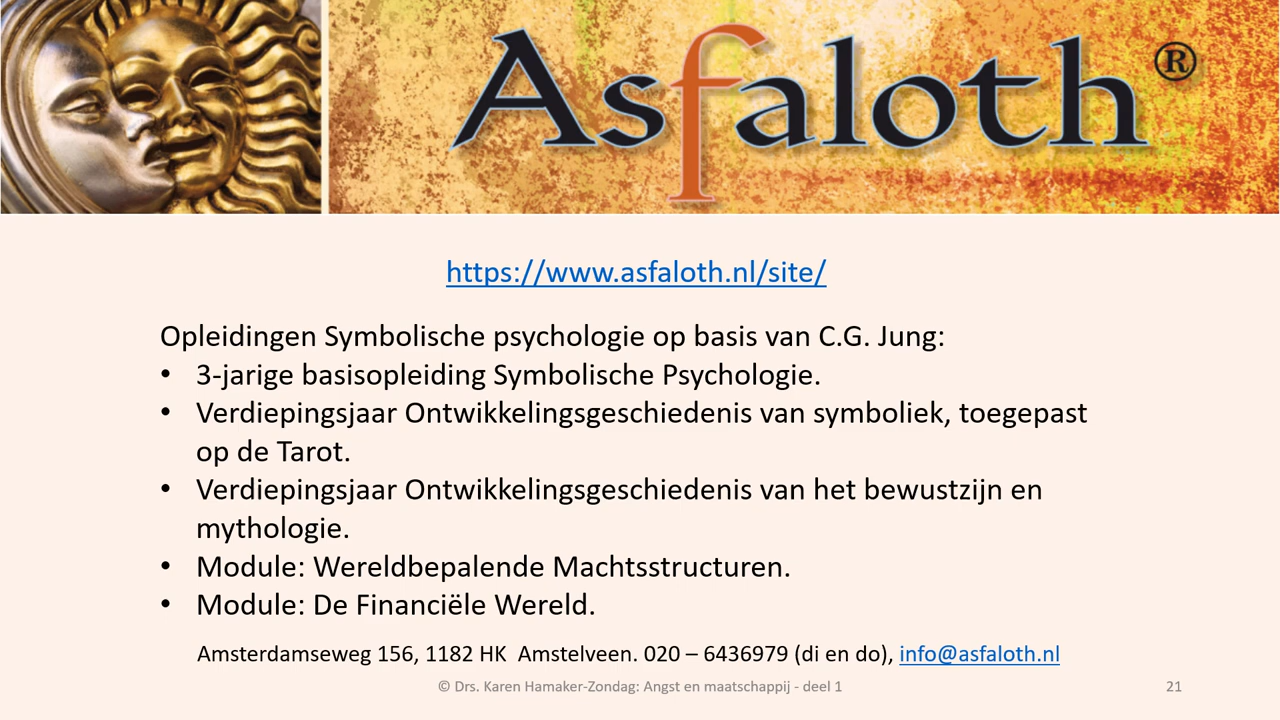 Asfaloth®
https://www.asfaloth.nl/site/
Opleidingen Symbolische psychologie op basis van C.G. Jung:
• 3-jarige basisopleiding Symbolische Psychologie.
• Verdiepingsjaar Ontwikkelingsgeschiedenis van symboliek, toegepast
op de Tarot.
• Verdiepingsjaar Ontwikkelingsgeschiedenis van het bewustzijn en
mythologie.
• Module: Wereldbepalende Machtsstructuren.
• Module: De Financiële Wereld.
Amsterdamseweg 156, 1182 HK  Amstelveen. 020 – 6436979 (di en do), info@asfaloth.nl
© Drs. Karen Hamaker-Zondag: Angst en maatschappij - deel 1
21